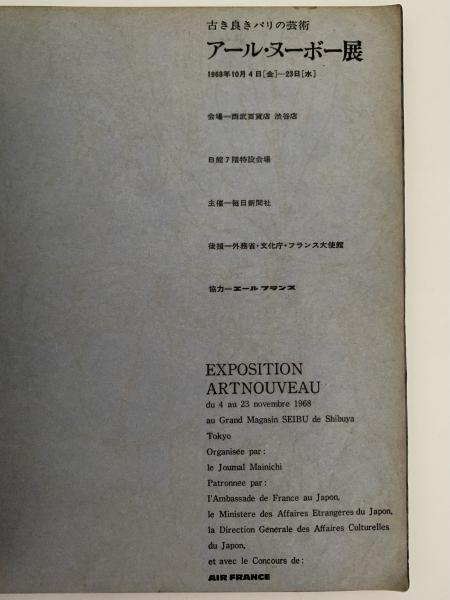 古き良きパリの芸術
アール・ヌーボー展
1968年10月4日[金]—23日[水]
会場—西武百貨店 渋谷店
B館7階特設会場
主催—毎日新聞社
後援—外務省・文化庁・フランス大使館
協力—エールフランス
EXPOSITION
ARTNOUVEAU
du 4 au 23 novembre 1968
au Grand Magasin SEIBU de Shibuya
Tokyo
Organisée par:
le Journal Mainichi
Patronnée par:
l'Ambassade de France au Japon,
le Ministère des Affaires Etrangères du Japon,
la Direction Générale des Affaires Culturelles
du Japon,
et avec le Concours de:
AIR FRANCE